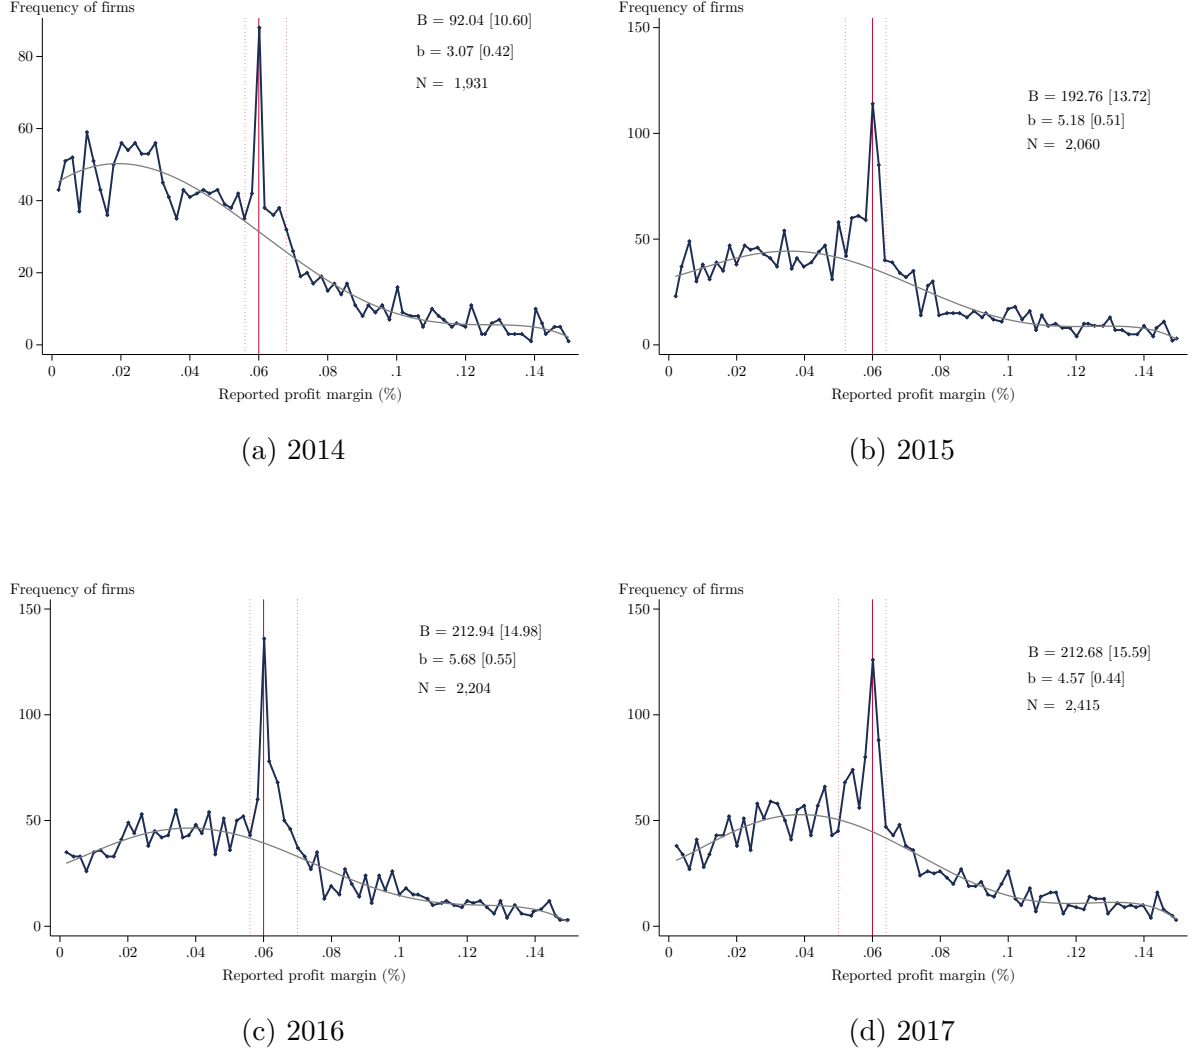 Frequency of firms
B = 92.04 [10.60]
b = 3.07 [0.42]
N = 1,931
80
60
40
20
0
0 .02 .04 .06 .08 .1 .12 .14
Reported profit margin (%)
(a) 2014
Frequency of firms
B = 192.76 [13.72]
b = 5.18 [0.51]
N = 2,060
150
100
50
0
0 .02 .04 .06 .08 .1 .12 .14
Reported profit margin (%)
(b) 2015
Frequency of firms
B = 212.94 [14.98]
b = 5.68 [0.55]
N = 2,204
150
100
50
0
0 .02 .04 .06 .08 .1 .12 .14
Reported profit margin (%)
(c) 2016
Frequency of firms
B = 212.68 [15.59]
b = 4.57 [0.44]
N = 2,415
150
100
50
0
0 .02 .04 .06 .08 .1 .12 .14
Reported profit margin (%)
(d) 2017